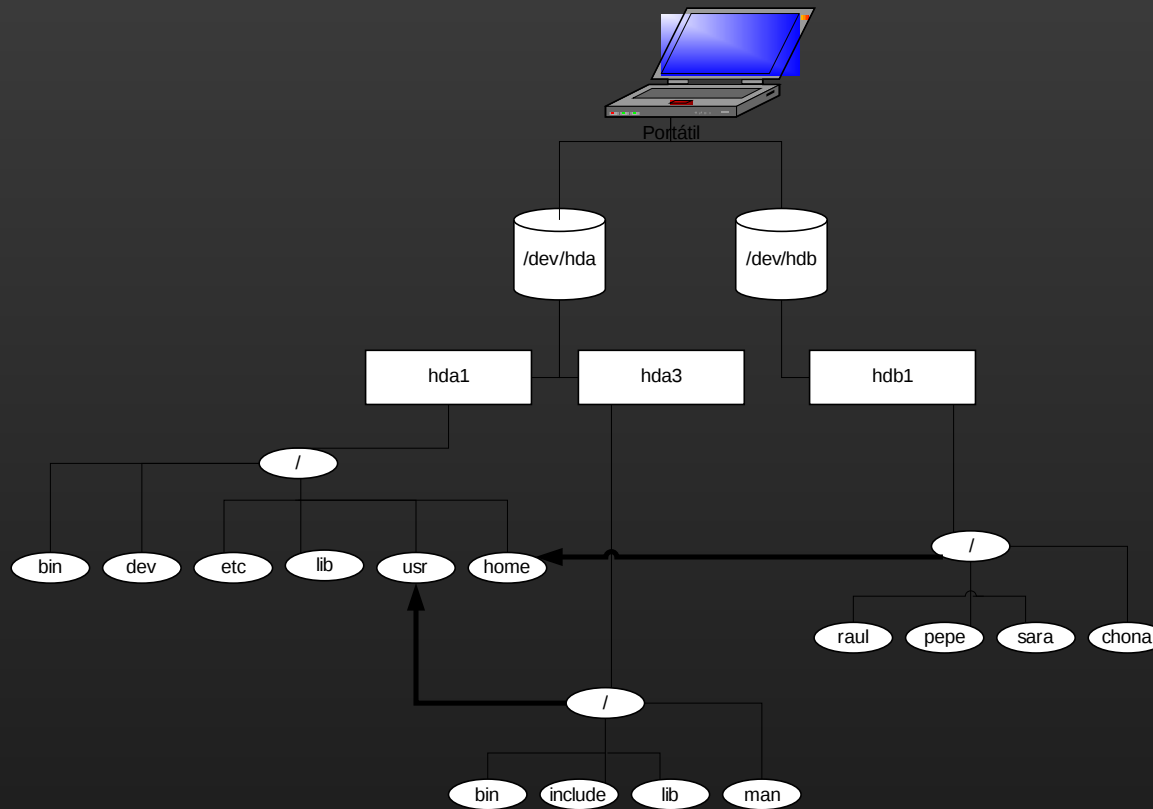 Portátil
/dev/hda
/dev/hdb
hda1
hda3
hdb1
/
bin
dev
etc
lib
usr
home
/
raul
pepe
sara
chona
/
bin
include
lib
man